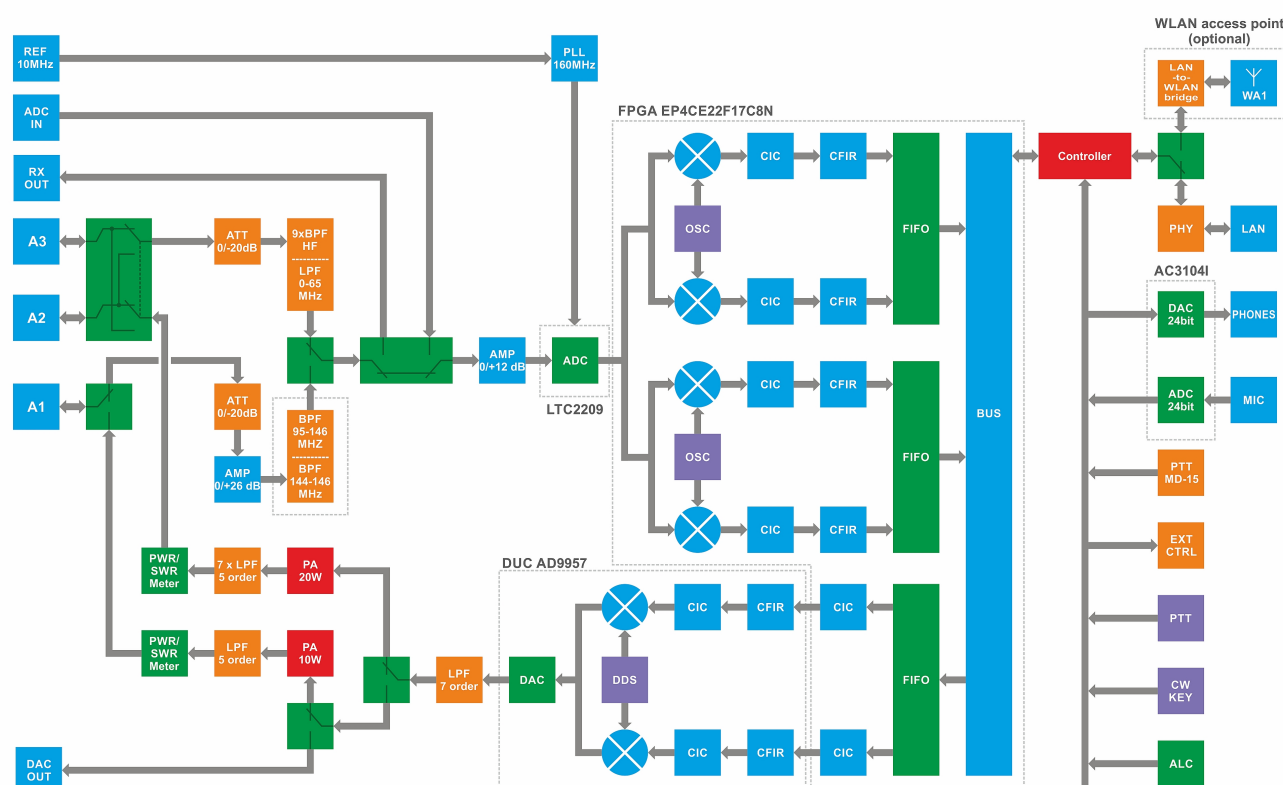 WLAN access point
(optional)
REF
10MHz
PLL
160MHz
LAN
-to-
WLAN
bridge
WA1
ADC
IN
FPGA EP4CE22F17C8N
RX
OUT
CIC
CFIR
Controller
A3
ATT
0/-20dB
9xBPF
HF
LPF
0-65
MHz
OSC
FIFO
PHY
LAN
A2
CIC
CFIR
AC3104I
DAC
24bit
PHONES
AMP
0/+12 dB
ADC
LTC2209
CIC
CFIR
BUS
A1
ATT
0/-20dB
BPF
95-146
MHZ
BPF
144-146
MHz
ADC
24bit
MIC
AMP
0/+26 dB
OSC
FIFO
PTT
MD-15
CIC
CFIR
EXT
CTRL
PWR/
SWR
Meter
7 x LPF
5 order
PA
20W
DUC AD9957
CIC
CFIR
CIC
PTT
PWR/
SWR
Meter
LPF
5 order
PA
10W
LPF
7 order
DAC
DDS
FIFO
CW
KEY
CIC
CFIR
CIC
DAC
OUT
ALC